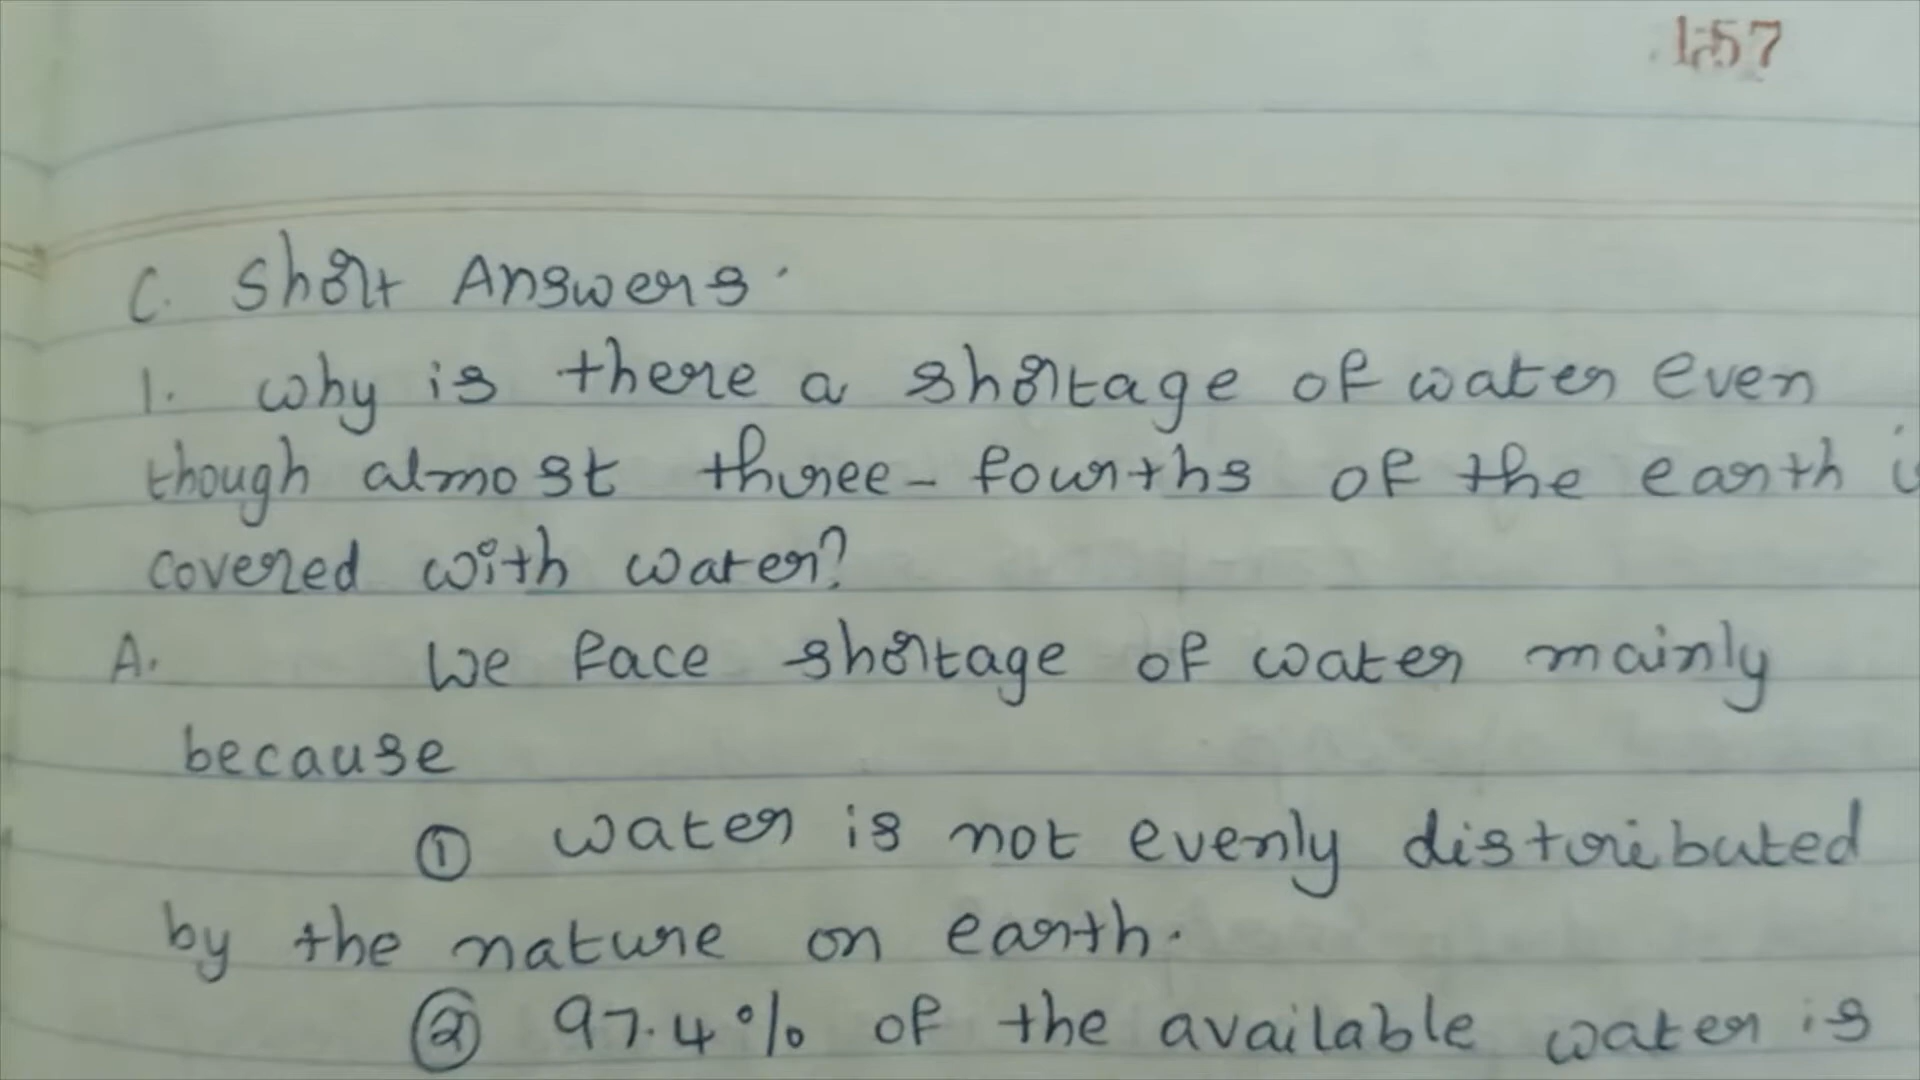 157
C. Short Answers.
1. Why is there a shortage of water even
though almost three-fourths of the earth
covered with water?
A. We face shortage of water mainly
because
① Water is not evenly distributed
by the nature on earth.
② 97.4% of the available water is